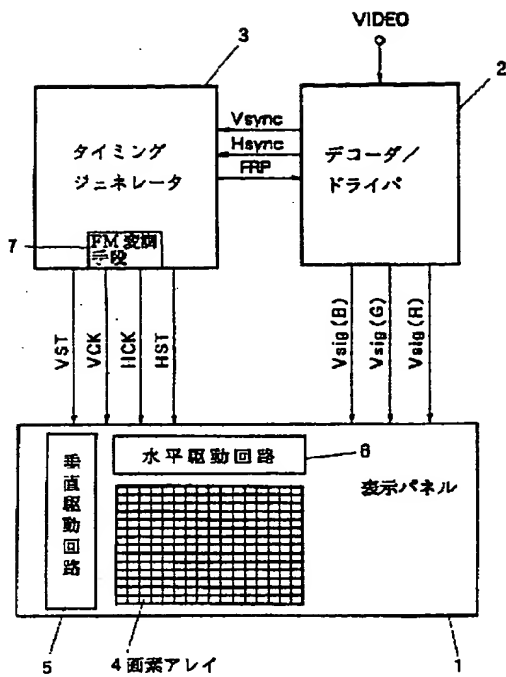 VIDEO
3
2
タイミング
ジェネレータ
Vsync
Hsync
FRP
デコーダ／
ドライバ
7
FM変調
手段
VST
VCK
HCK
HST
Vsig(B)
Vsig(G)
Vsig(R)
垂直駆動回路
水平駆動回路
6
表示パネル
5
4 画素アレイ
1